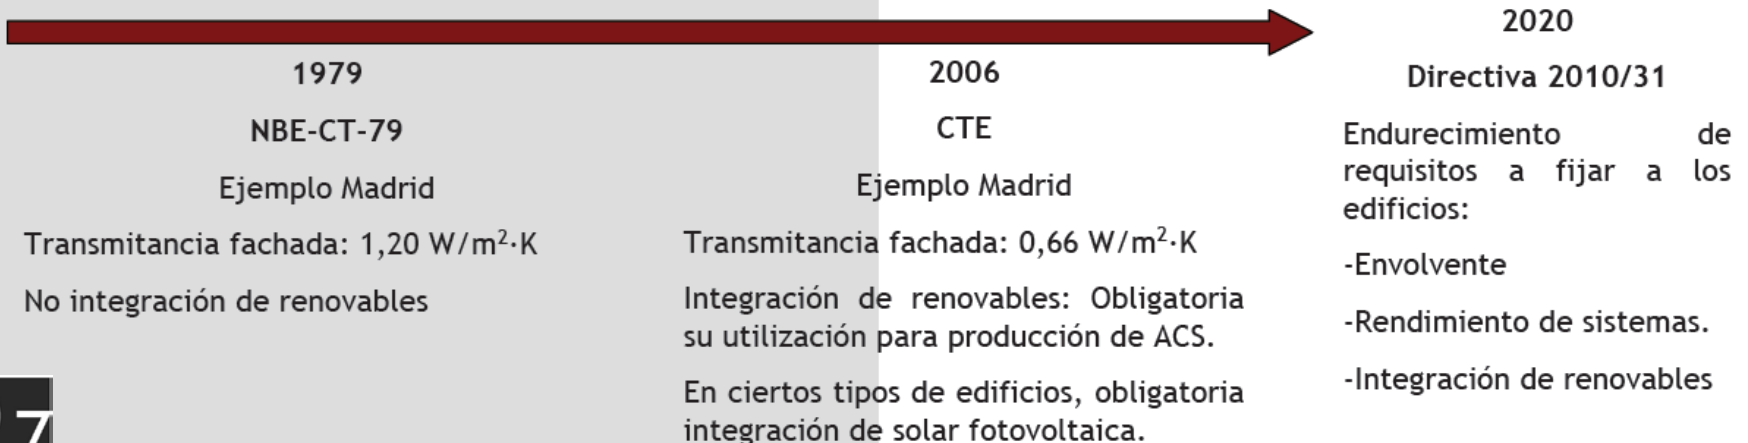 1979
NBE-CT-79
Ejemplo Madrid
Transmitancia fachada: 1,20 W/m²·K
No integración de renovables
2006
CTE
Ejemplo Madrid
Transmitancia fachada: 0,66 W/m²·K
Integración de renovables: Obligatoria
su utilización para producción de ACS.
En ciertos tipos de edificios, obligatoria
integración de solar fotovoltaica.
2020
Directiva 2010/31
Endurecimiento de
requisitos a fijar a los
edificios:
-Envolvente
-Rendimiento de sistemas.
-Integración de renovables
7